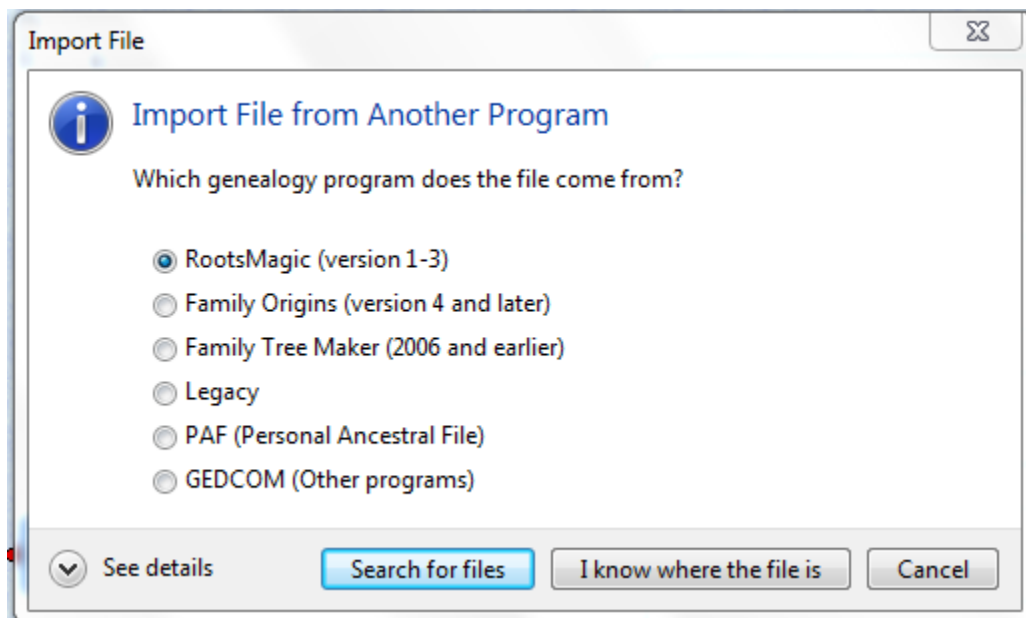 Import File
Import File from Another Program
Which genealogy program does the file come from?
RootsMagic (version 1-3)
Family Origins (version 4 and later)
Family Tree Maker (2006 and earlier)
Legacy
PAF (Personal Ancestral File)
GEDCOM (Other programs)
See details Search for files I know where the file is Cancel